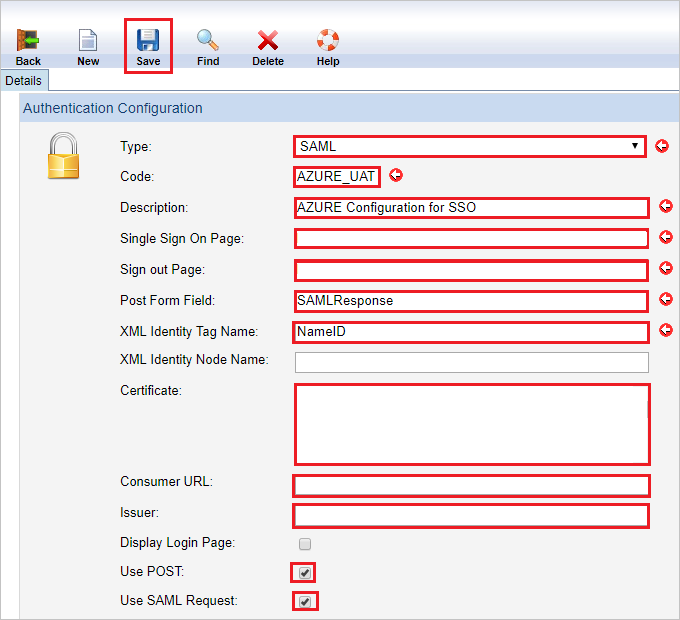 Back New Save Find Delete Help
Details
Authentication Configuration
Type: SAML
Code: AZURE_UAT
Description: AZURE Configuration for SSO
Single Sign On Page:
Sign out Page:
Post Form Field: SAMLResponse
XML Identity Tag Name: NameID
XML Identity Node Name:
Certificate:
Consumer URL:
Issuer:
Display Login Page:
Use POST:
Use SAML Request: